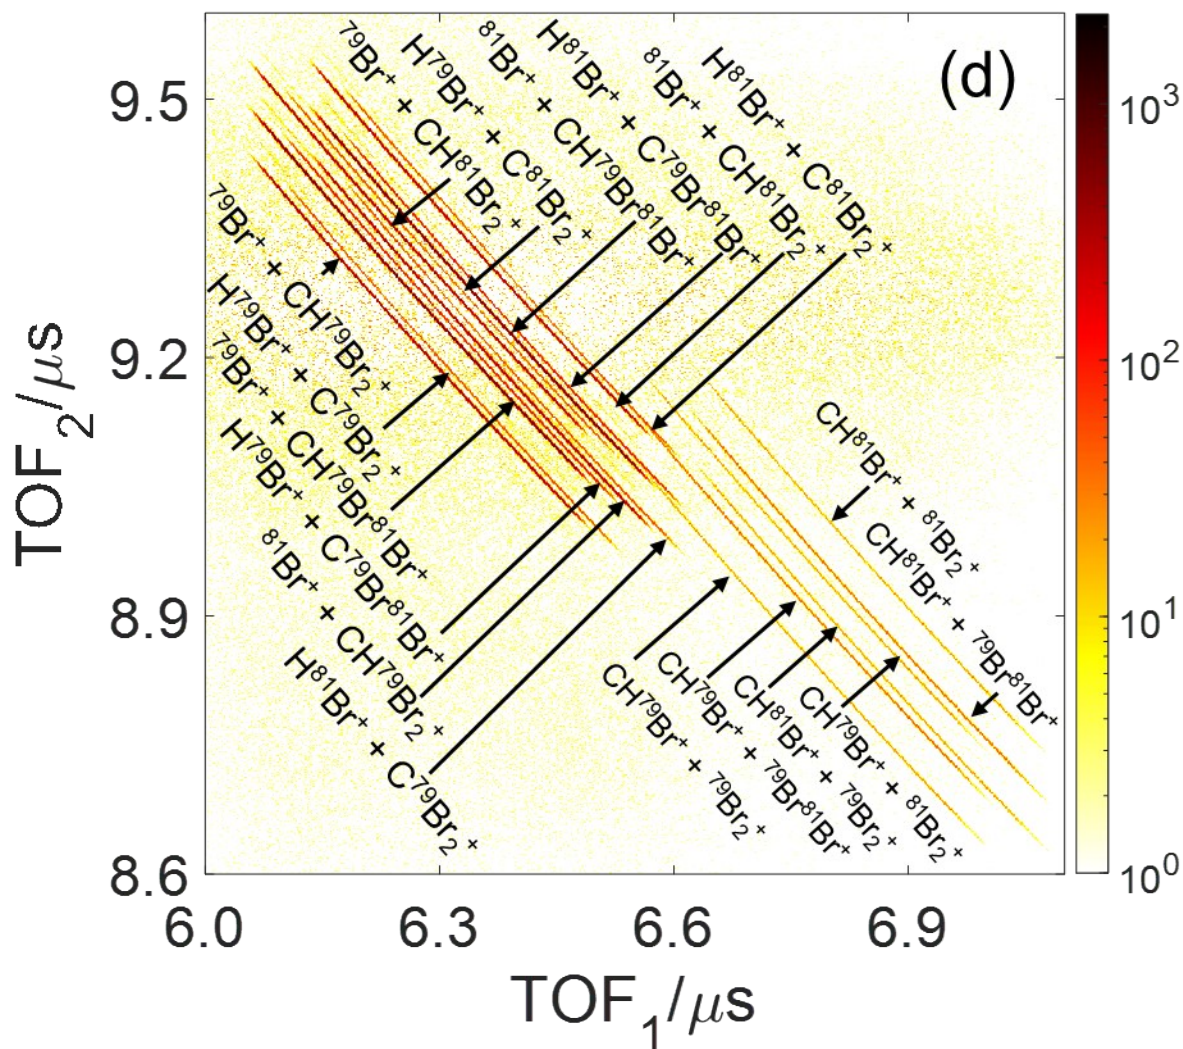 (d)
⁷⁹Br⁺ + CH⁸¹Br₂⁺
H⁷⁹Br⁺ + C⁸¹Br₂⁺
⁸¹Br⁺ + CH⁷⁹Br⁸¹Br⁺
H⁸¹Br⁺ + C⁷⁹Br⁸¹Br⁺
⁸¹Br⁺ + CH⁸¹Br₂⁺
H⁸¹Br⁺ + C⁸¹Br₂⁺
⁷⁹Br⁺ + CH⁷⁹Br₂⁺
H⁷⁹Br⁺ + C⁷⁹Br₂⁺
⁷⁹Br⁺ + CH⁷⁹Br⁸¹Br⁺
H⁷⁹Br⁺ + C⁷⁹Br⁸¹Br⁺
⁸¹Br⁺ + CH⁷⁹Br₂⁺
H⁸¹Br⁺ + C⁷⁹Br₂⁺
CH⁸¹Br⁺ + ⁸¹Br₂⁺
CH⁸¹Br⁺ + ⁷⁹Br⁸¹Br⁺
CH⁷⁹Br⁺ + ⁷⁹Br₂⁺
CH⁷⁹Br⁺ + ⁷⁹Br⁸¹Br⁺
CH⁸¹Br⁺ + ⁷⁹Br₂⁺
CH⁷⁹Br⁺ + ⁸¹Br₂⁺
9.5
9.2
8.9
8.6
TOF₂/μs
6.0 6.3 6.6 6.9
TOF₁/μs
10³
10²
10¹
10⁰